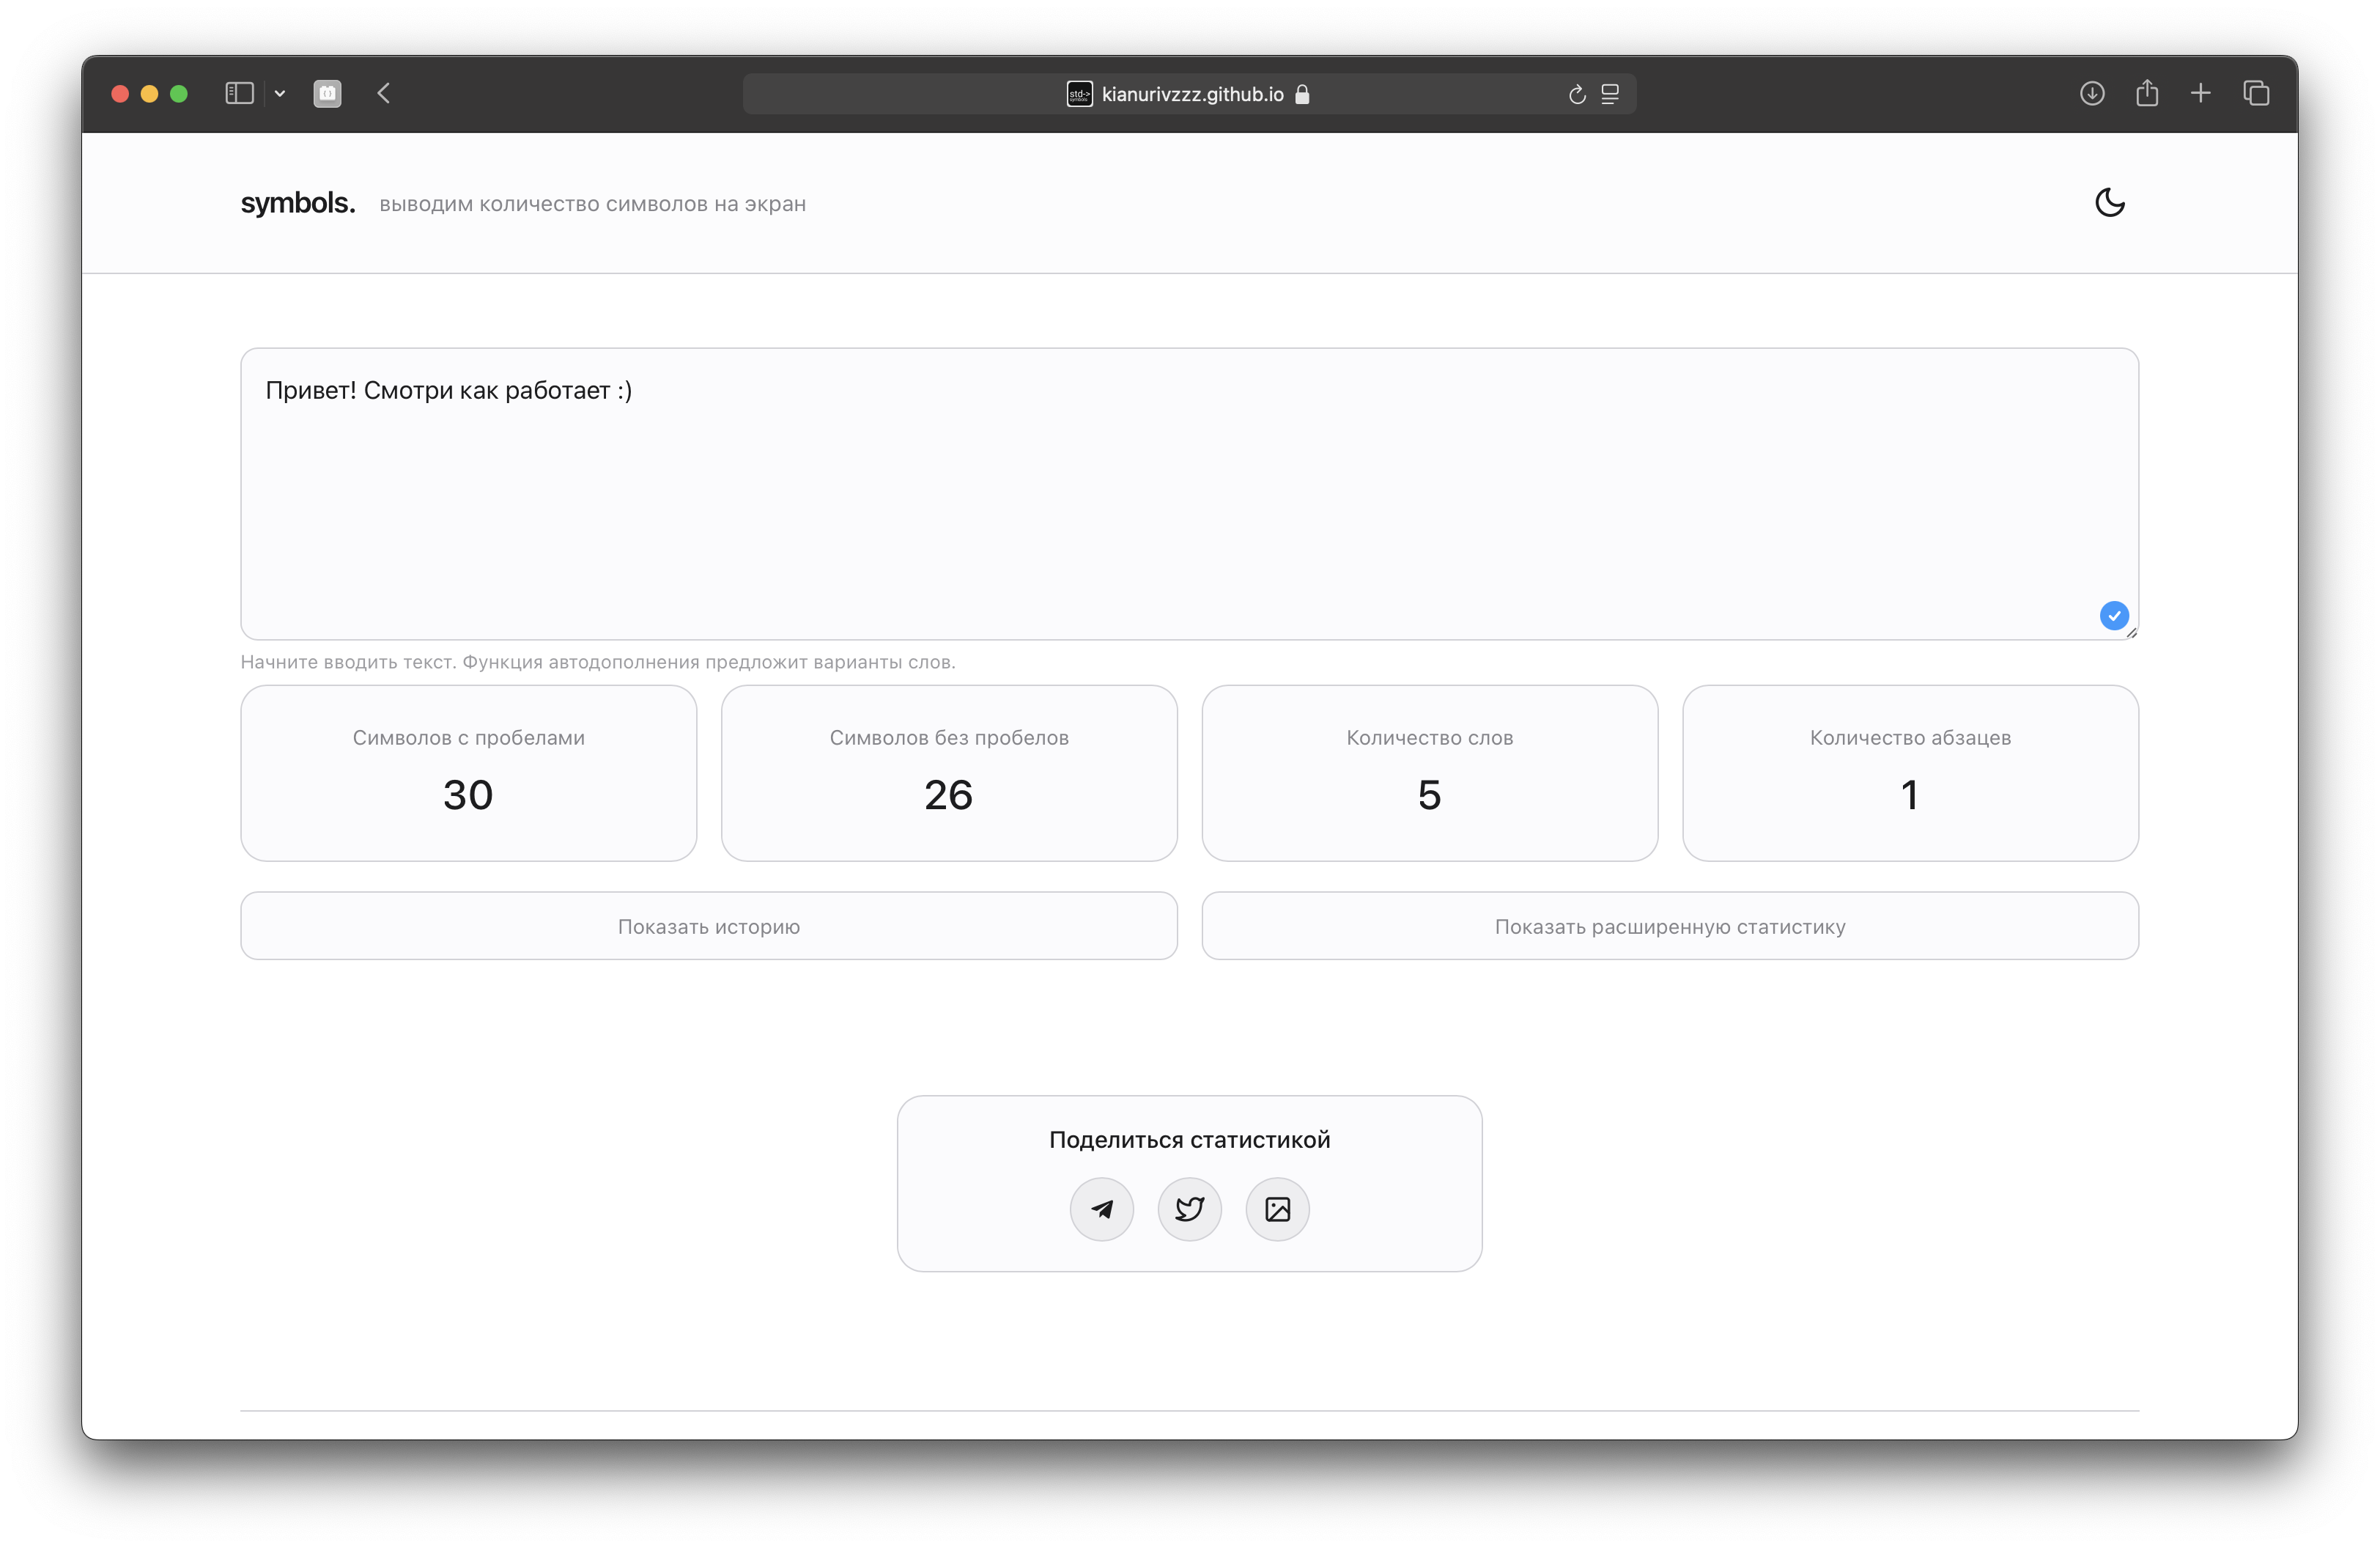 kianurivzzz.github.io
symbols. выводим количество символов на экран
Привет! Смотри как работает :)
Начните вводить текст. Функция автодополнения предложит варианты слов.
Символов с пробелами
30
Символов без пробелов
26
Количество слов
5
Количество абзацев
1
Показать историю
Показать расширенную статистику
Поделиться статистикой